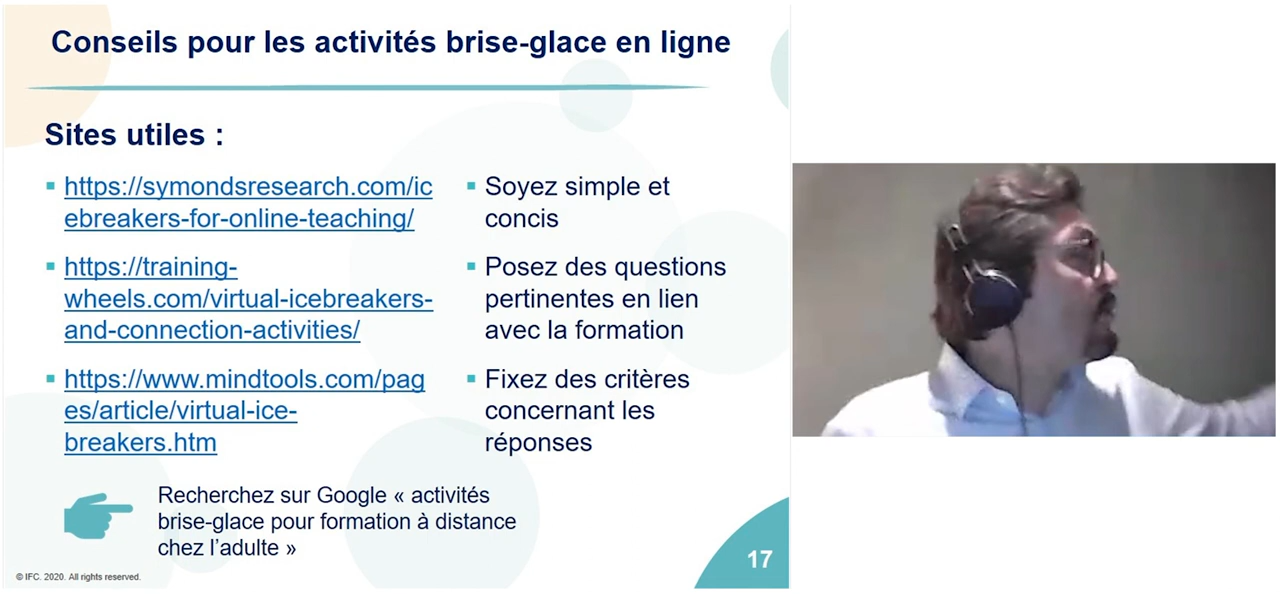 Conseils pour les activités brise-glace en ligne
Sites utiles :
https://symondsresearch.com/ic
ebreakers-for-online-teaching/
https://training-
wheels.com/virtual-icebreakers-
and-connection-activities/
https://www.mindtools.com/pag
es/article/virtual-ice-
breakers.htm
Soyez simple et
concis
Posez des questions
pertinentes en lien
avec la formation
Fixez des critères
concernant les
réponses
Recherchez sur Google « activités
brise-glace pour formation à distance
chez l’adulte »
17
© IFC. 2020. All rights reserved.